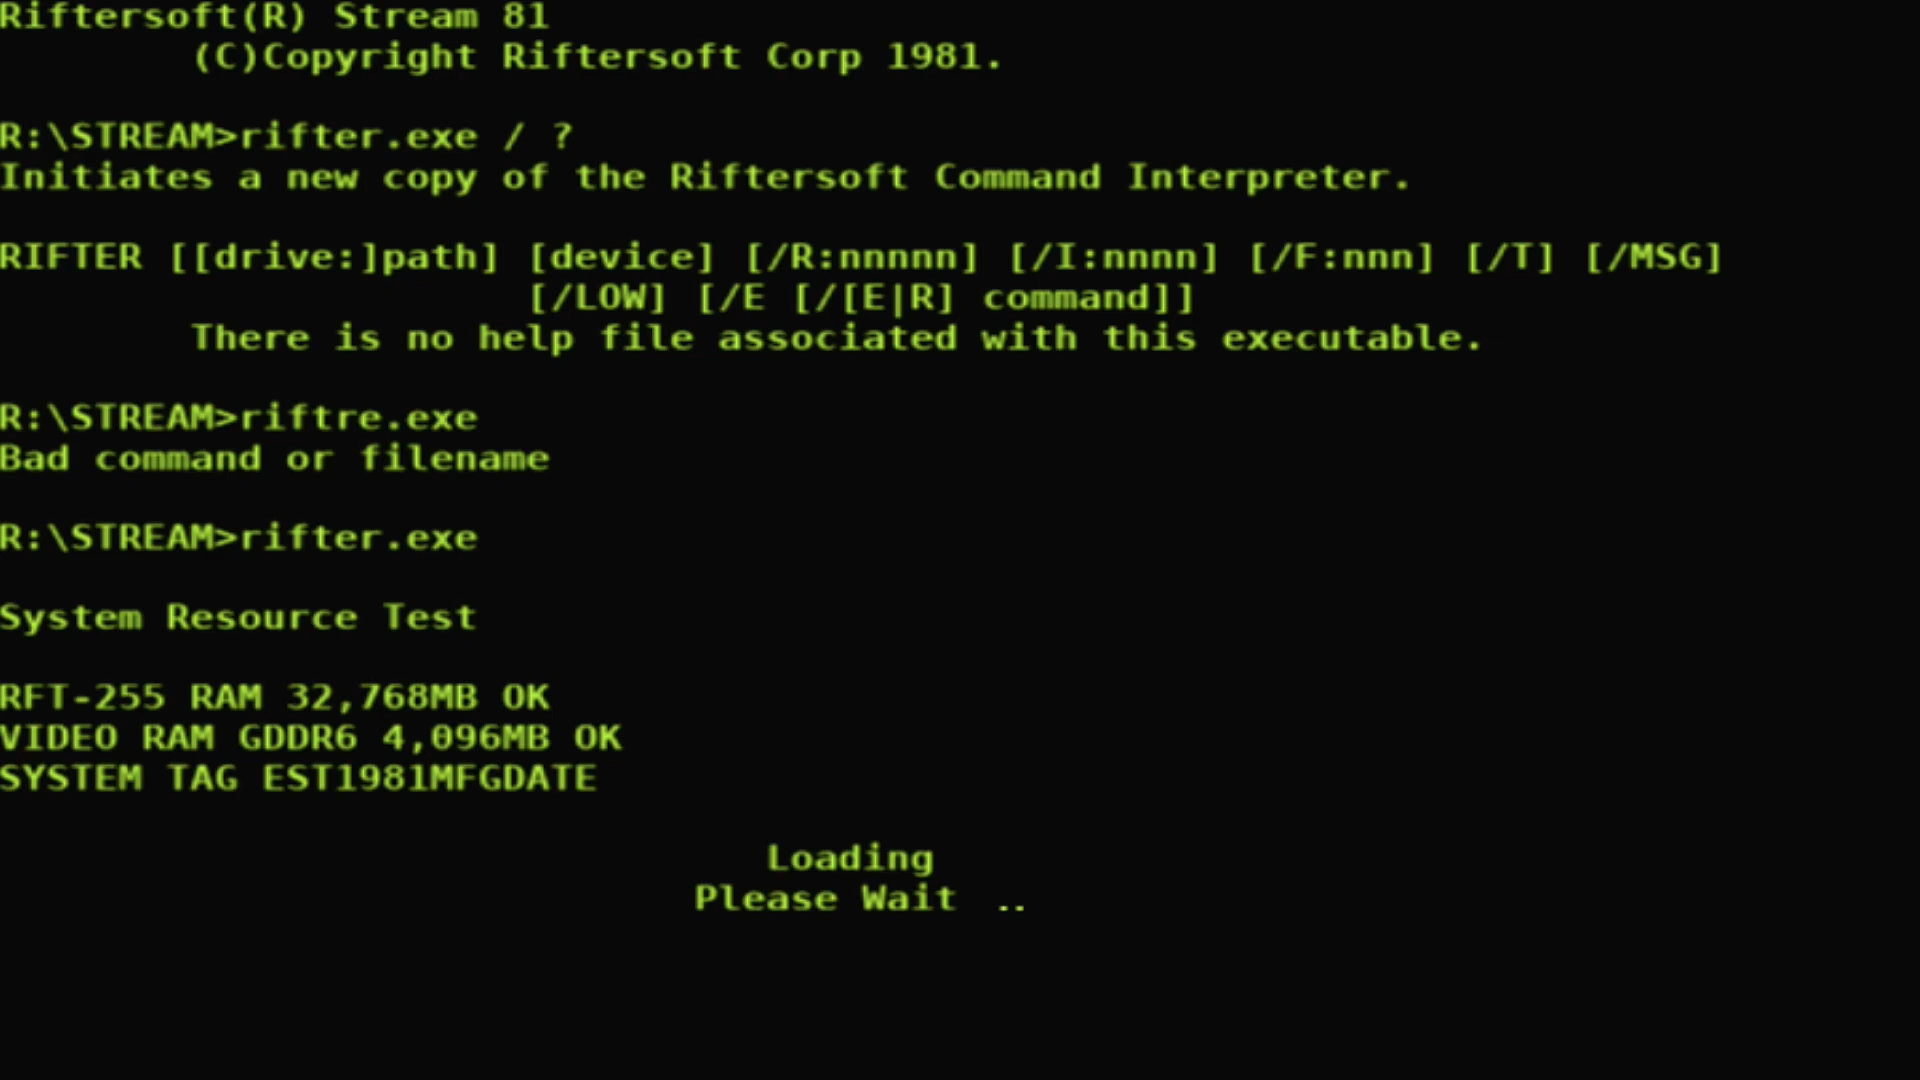 Riftersoft(R) Stream 81
(C)Copyright Riftersoft Corp 1981.
R:\STREAM>rifter.exe / ?
Initiates a new copy of the Riftersoft Command Interpreter.
RIFTER [[drive:]path] [device] [/R:nnnnn] [/I:nnnn] [/F:nnn] [/T] [/MSG]
[/LOW] [/E [/[E|R] command]]
There is no help file associated with this executable.
R:\STREAM>riftre.exe
Bad command or filename
R:\STREAM>rifter.exe
System Resource Test
RFT-255 RAM 32,768MB OK
VIDEO RAM GDDR6 4,096MB OK
SYSTEM TAG EST1981MFGDATE
Loading
Please Wait ..